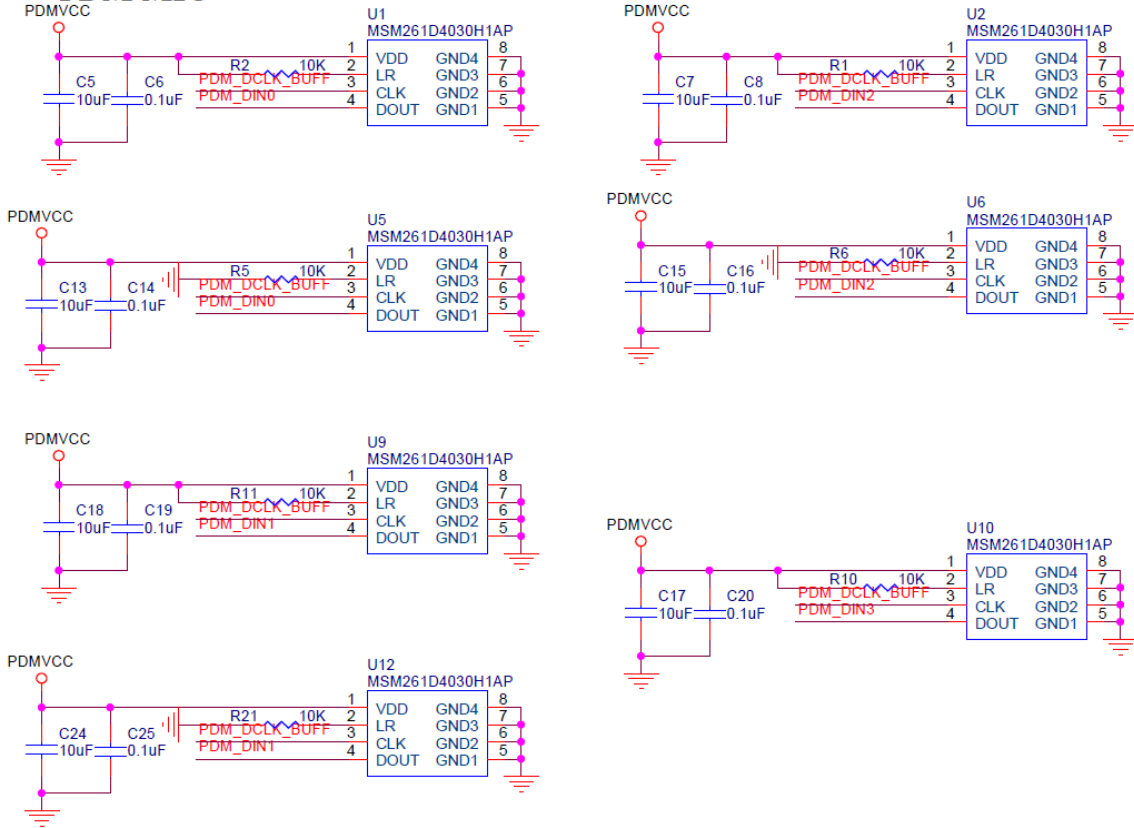 PDMVCC
U1
MSM261D4030H1AP
C5
10uF
C6
0.1uF
R2 10K
PDM_DCLK_BUFF
PDM_DIN0
1 VDD GND4 8
2 LR GND3 7
3 CLK GND2 6
4 DOUT GND1 5
PDMVCC
U2
MSM261D4030H1AP
C7
10uF
C8
0.1uF
R1 10K
PDM_DCLK_BUFF
PDM_DIN2
1 VDD GND4 8
2 LR GND3 7
3 CLK GND2 6
4 DOUT GND1 5
PDMVCC
U5
MSM261D4030H1AP
C13
10uF
C14
0.1uF
R5 10K
PDM_DCLK_BUFF
PDM_DIN0
1 VDD GND4 8
2 LR GND3 7
3 CLK GND2 6
4 DOUT GND1 5
PDMVCC
U6
MSM261D4030H1AP
C15
10uF
C16
0.1uF
R6 10K
PDM_DCLK_BUFF
PDM_DIN2
1 VDD GND4 8
2 LR GND3 7
3 CLK GND2 6
4 DOUT GND1 5
PDMVCC
U9
MSM261D4030H1AP
C18
10uF
C19
0.1uF
R11 10K
PDM_DCLK_BUFF
PDM_DIN1
1 VDD GND4 8
2 LR GND3 7
3 CLK GND2 6
4 DOUT GND1 5
PDMVCC
U10
MSM261D4030H1AP
C17
10uF
C20
0.1uF
R10 10K
PDM_DCLK_BUFF
PDM_DIN3
1 VDD GND4 8
2 LR GND3 7
3 CLK GND2 6
4 DOUT GND1 5
PDMVCC
U12
MSM261D4030H1AP
C24
10uF
C25
0.1uF
R21 10K
PDM_DCLK_BUFF
PDM_DIN1
1 VDD GND4 8
2 LR GND3 7
3 CLK GND2 6
4 DOUT GND1 5